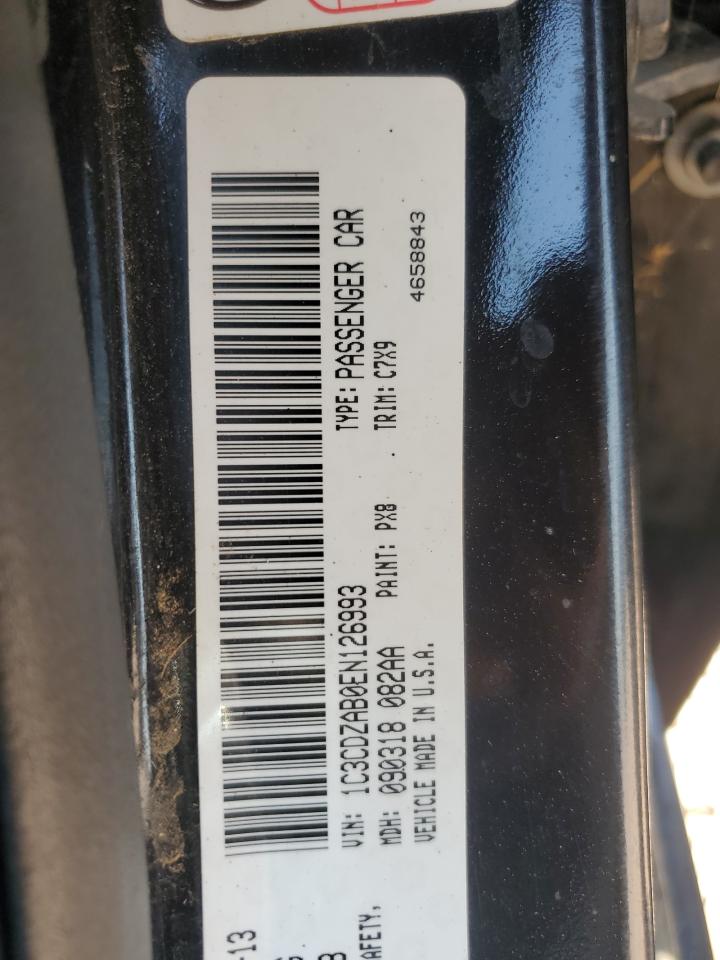 VIN: 1C3CDZAB0EN126993
TYPE: PASSENGER CAR
MDH: 090318 082AA
PAINT: PX8
TRIM: C7X9
VEHICLE MADE IN U.S.A.
4658843
-13
AFETY,